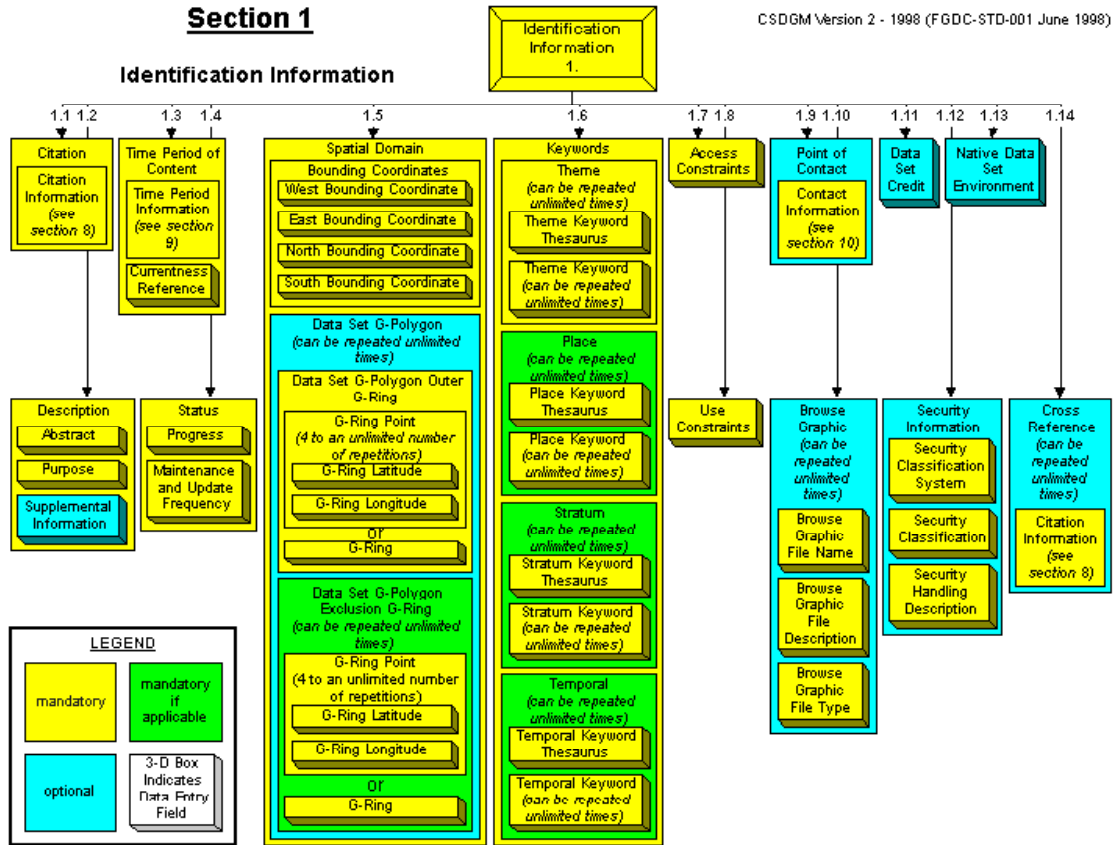 Section 1
CSDGM Version 2 - 1998 (FGDC-STD-001 June 1998)
Identification
Information
1.
Identification Information
1.1
1.2
1.3
1.4
1.5
1.6
1.7
1.8
1.9
1.10
1.11
1.12
1.13
1.14
Citation
Citation
Information
(see
section 8)
Time Period of
Content
Time Period
Information
(see section
9)
Currentness
Reference
Description
Abstract
Purpose
Supplemental
Information
Status
Progress
Maintenance
and Update
Frequency
Spatial Domain
Bounding Coordinates
West Bounding Coordinate
East Bounding Coordinate
North Bounding Coordinate
South Bounding Coordinate
Data Set G-Polygon
(can be repeated unlimited
times)
Data Set G-Polygon Outer
G-Ring
G-Ring Point
(4 to an unlimited number
of repetitions)
G-Ring Latitude
G-Ring Longitude
or
G-Ring
Data Set G-Polygon
Exclusion G-Ring
(can be repeated unlimited
times)
G-Ring Point
(4 to an unlimited number
of repetitions)
G-Ring Latitude
G-Ring Longitude
or
G-Ring
Keywords
Theme
(can be repeated
unlimited times)
Theme Keyword
Thesaurus
Theme Keyword
(can be repeated
unlimited times)
Place
(can be repeated
unlimited times)
Place Keyword
Thesaurus
Place Keyword
(can be repeated
unlimited times)
Stratum
(can be repeated
unlimited times)
Stratum Keyword
Thesaurus
Stratum Keyword
(can be repeated
unlimited times)
Temporal
(can be repeated
unlimited times)
Temporal Keyword
Thesaurus
Temporal Keyword
(can be repeated
unlimited times)
Access
Constraints
Use
Constraints
Point of
Contact
Contact
Information
(see
section 10)
Browse
Graphic
(can be
repeated
unlimited
times)
Browse
Graphic
File Name
Browse
Graphic
File
Description
Browse
Graphic
File Type
Data
Set
Credit
Native Data
Set
Environment
Security
Information
Security
Classification
System
Security
Classification
Security
Handling
Description
Cross
Reference
(can be
repeated
unlimited
times)
Citation
Information
(see
section 8)
LEGEND
mandatory
mandatory
if
applicable
optional
3-D Box
Indicates
Data Entry
Field